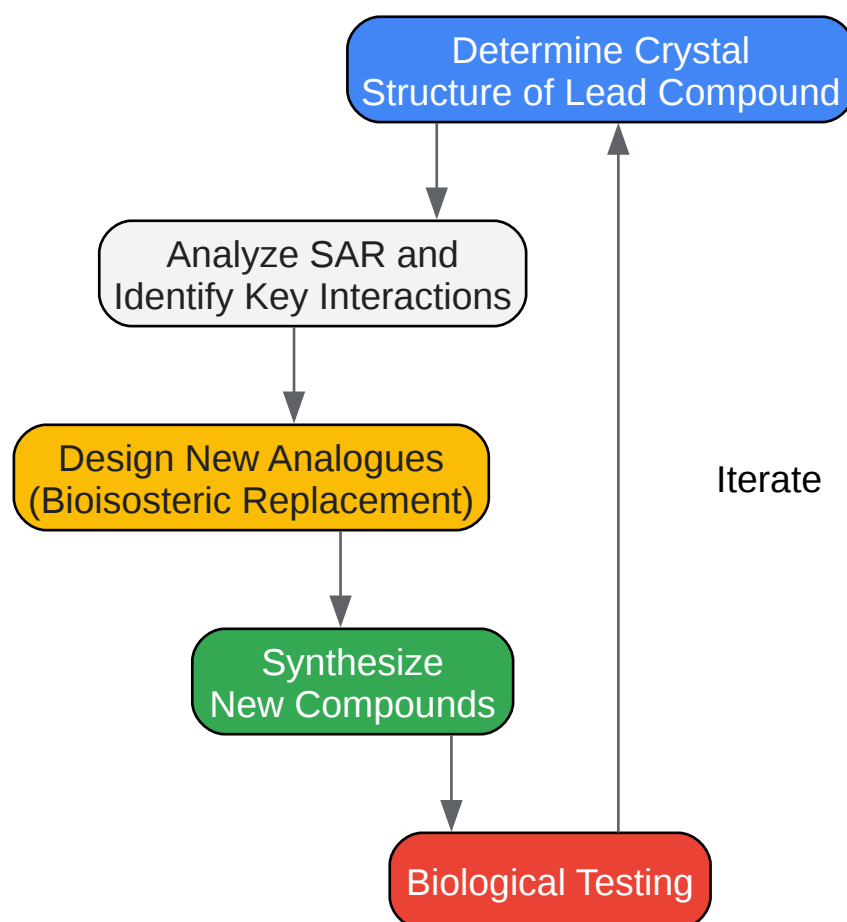 Determine Crystal
Structure of Lead Compound
Analyze SAR and
Identify Key Interactions
Design New Analogues
(Bioisosteric Replacement)
Iterate
Synthesize
New Compounds
Biological Testing